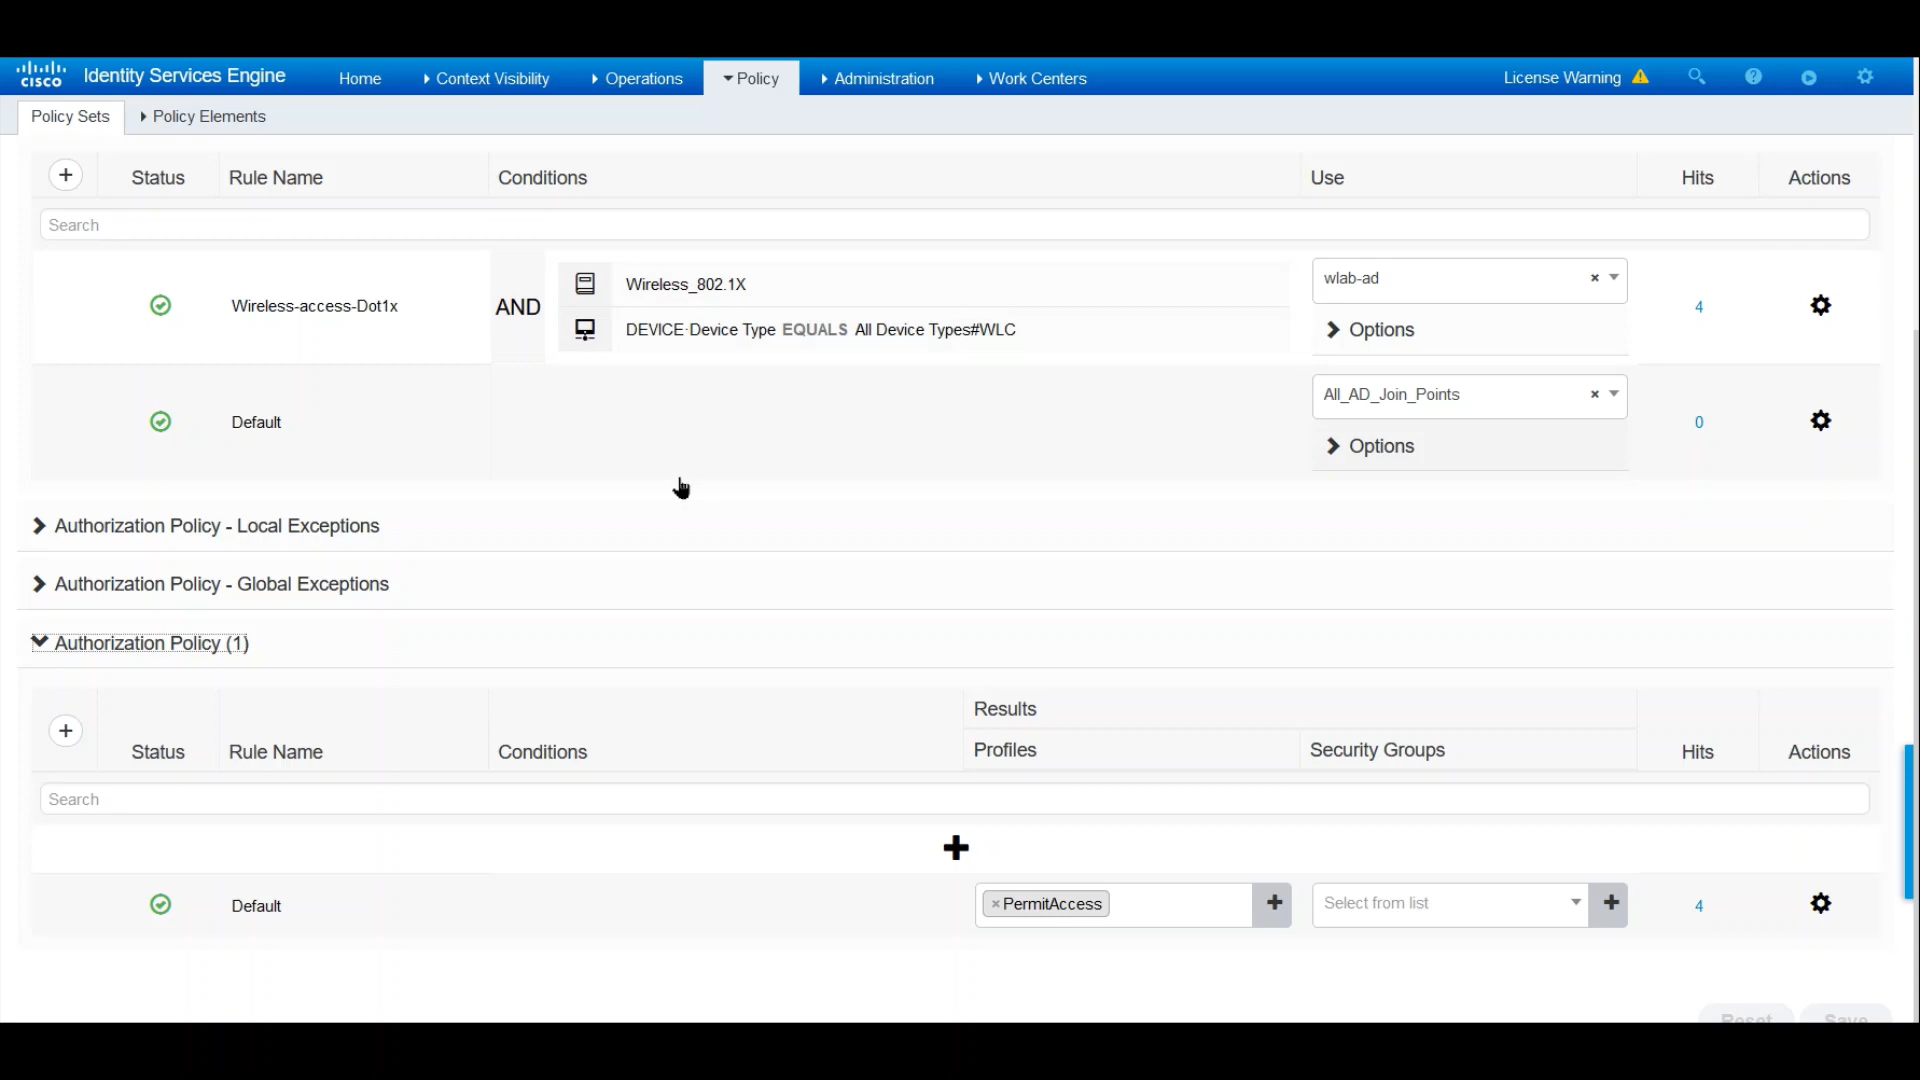 cisco Identity Services Engine Home Context Visibility Operations Policy Administration Work Centers License Warning
Policy Sets Policy Elements
+ Status Rule Name Conditions Use Hits Actions
Search
Wireless-access-Dot1x AND Wireless_802.1X wlab-ad × 4
DEVICE·Device Type EQUALS All Device Types#WLC Options
Default All_AD_Join_Points × 0
Options
Authorization Policy - Local Exceptions
Authorization Policy - Global Exceptions
Authorization Policy (1)
Results
+ Status Rule Name Conditions Profiles Security Groups Hits Actions
Search
+
Default ×PermitAccess + Select from list + 4
Reset Save